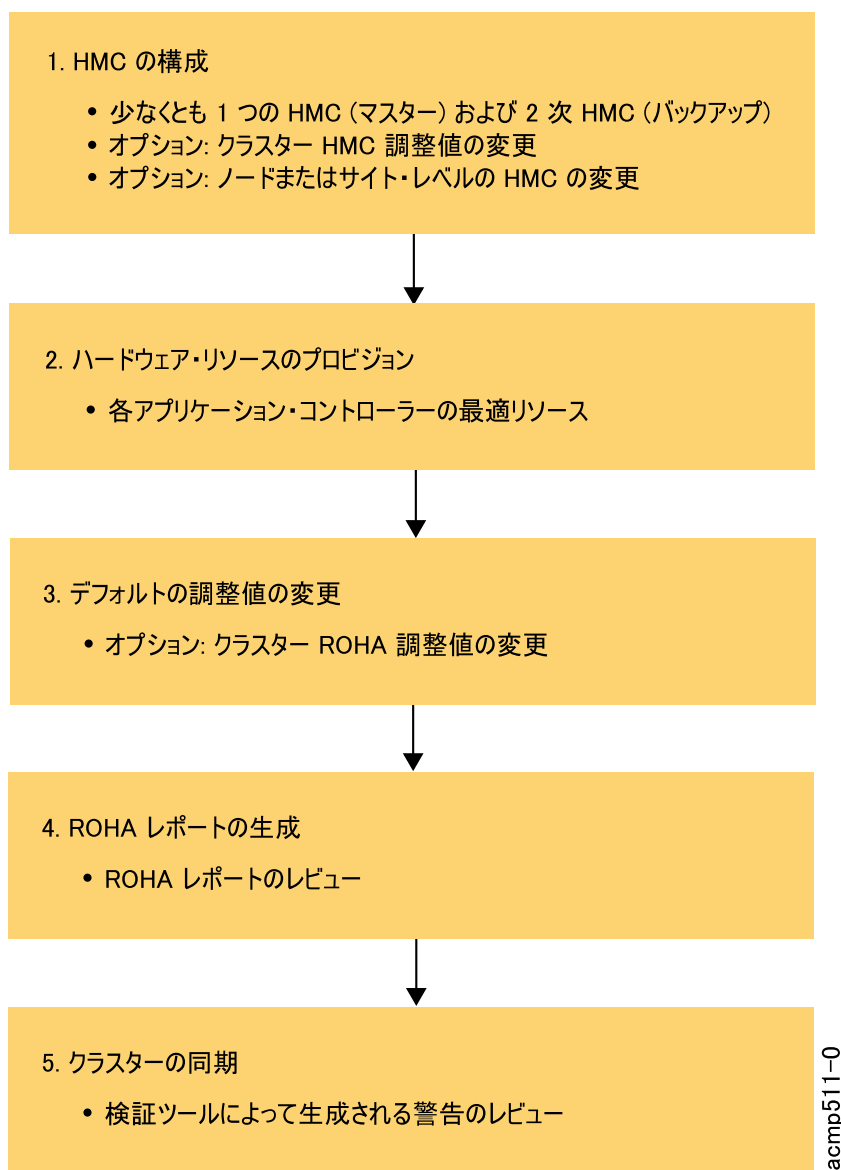 1. HMC の構成
• 少なくとも 1 つの HMC (マスター) および 2 次 HMC (バックアップ)
• オプション: クラスター HMC 調整値の変更
• オプション: ノードまたはサイト・レベルの HMC の変更
2. ハードウェア・リソースのプロビジョン
• 各アプリケーション・コントローラーの最適リソース
3. デフォルトの調整値の変更
• オプション: クラスター ROHA 調整値の変更
4. ROHA レポートの生成
• ROHA レポートのレビュー
5. クラスターの同期
• 検証ツールによって生成される警告のレビュー
acmp511-0